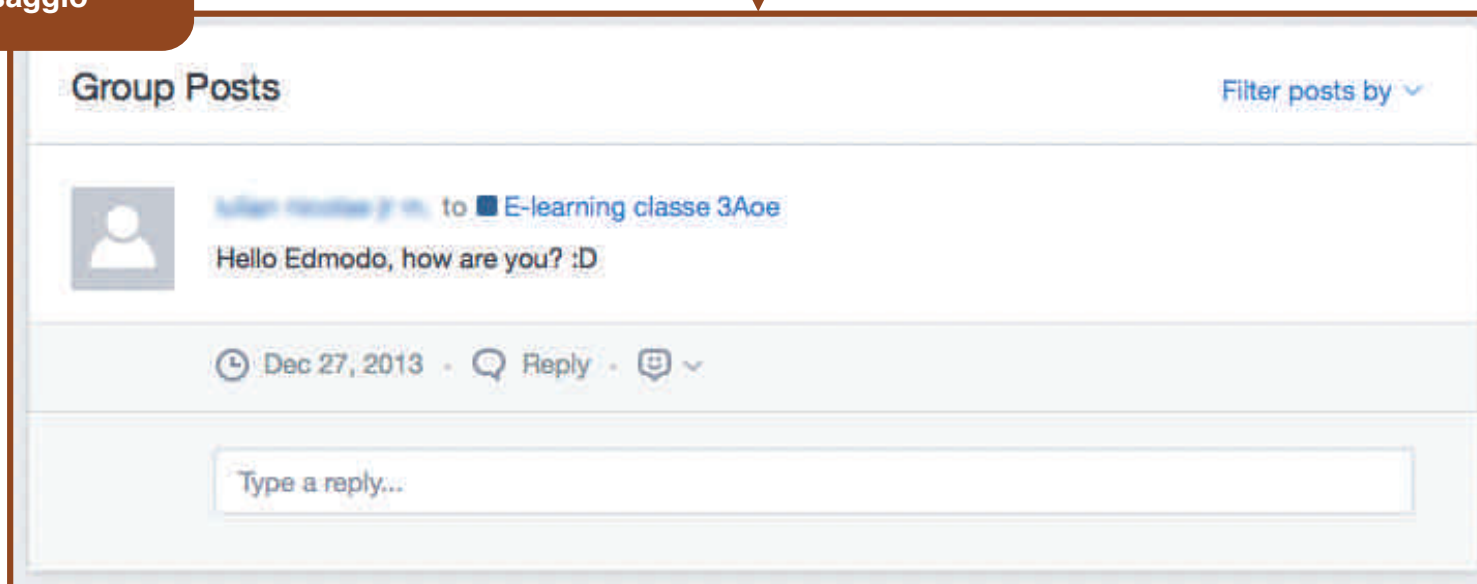 Group Posts
Filter posts by
to E-learning classe 3Aoe
Hello Edmodo, how are you? :D
Dec 27, 2013 · Reply ·
Type a reply...